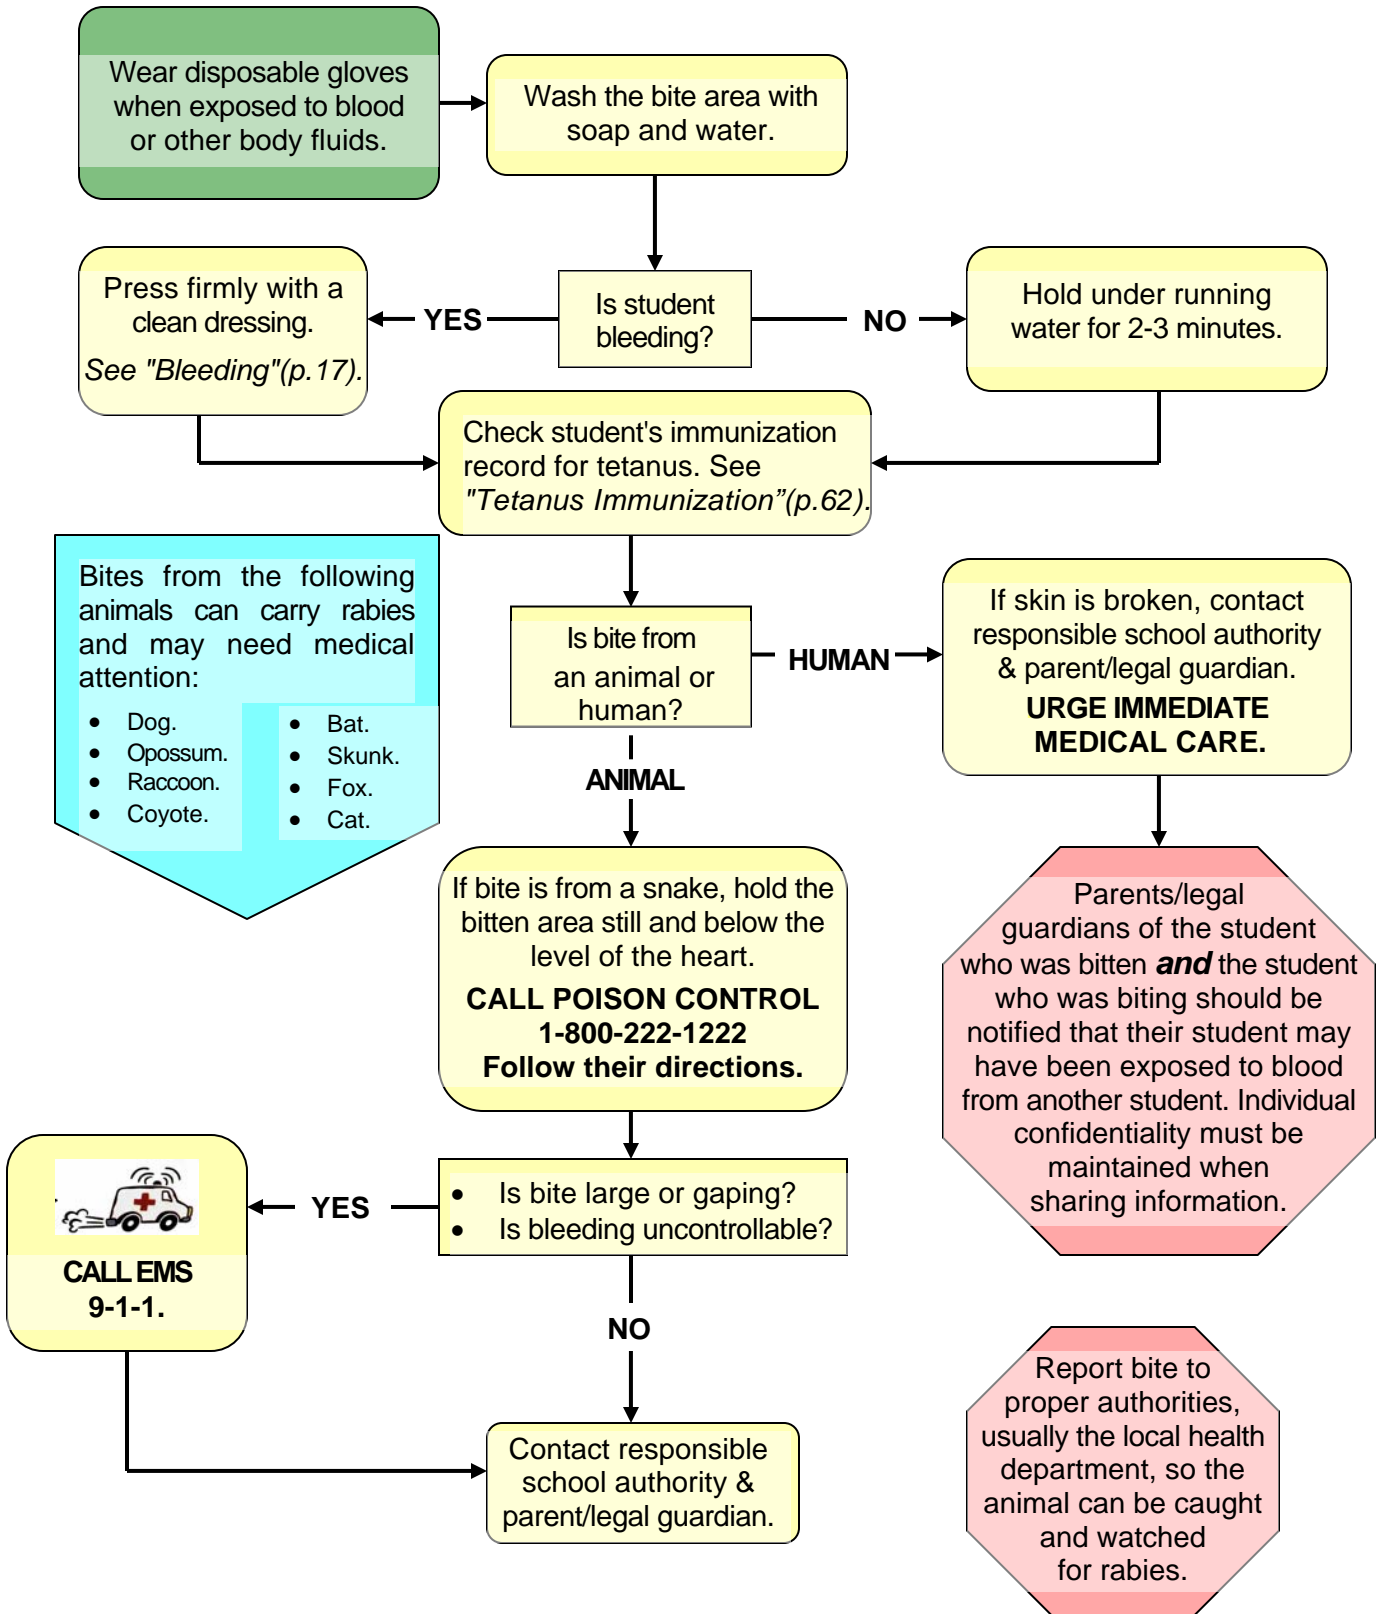 Wear disposable gloves
when exposed to blood
or other body fluids.
Wash the bite area with
soap and water.
Press firmly with a
clean dressing.
See "Bleeding"(p.17).
YES
Is student
bleeding?
NO
Hold under running
water for 2-3 minutes.
Check student's immunization
record for tetanus. See
"Tetanus Immunization”(p.62).
Bites from the following
animals can carry rabies
and may need medical
attention:
• Dog.
• Opossum.
• Raccoon.
• Coyote.
• Bat.
• Skunk.
• Fox.
• Cat.
Is bite from
an animal or
human?
HUMAN
If skin is broken, contact
responsible school authority
& parent/legal guardian.
URGE IMMEDIATE
MEDICAL CARE.
ANIMAL
If bite is from a snake, hold the
bitten area still and below the
level of the heart.
CALL POISON CONTROL
1-800-222-1222
Follow their directions.
Parents/legal
guardians of the student
who was bitten and the student
who was biting should be
notified that their student may
have been exposed to blood
from another student. Individual
confidentiality must be
maintained when
sharing information.
CALL EMS
9-1-1.
YES
• Is bite large or gaping?
• Is bleeding uncontrollable?
NO
Contact responsible
school authority &
parent/legal guardian.
Report bite to
proper authorities,
usually the local health
department, so the
animal can be caught
and watched
for rabies.